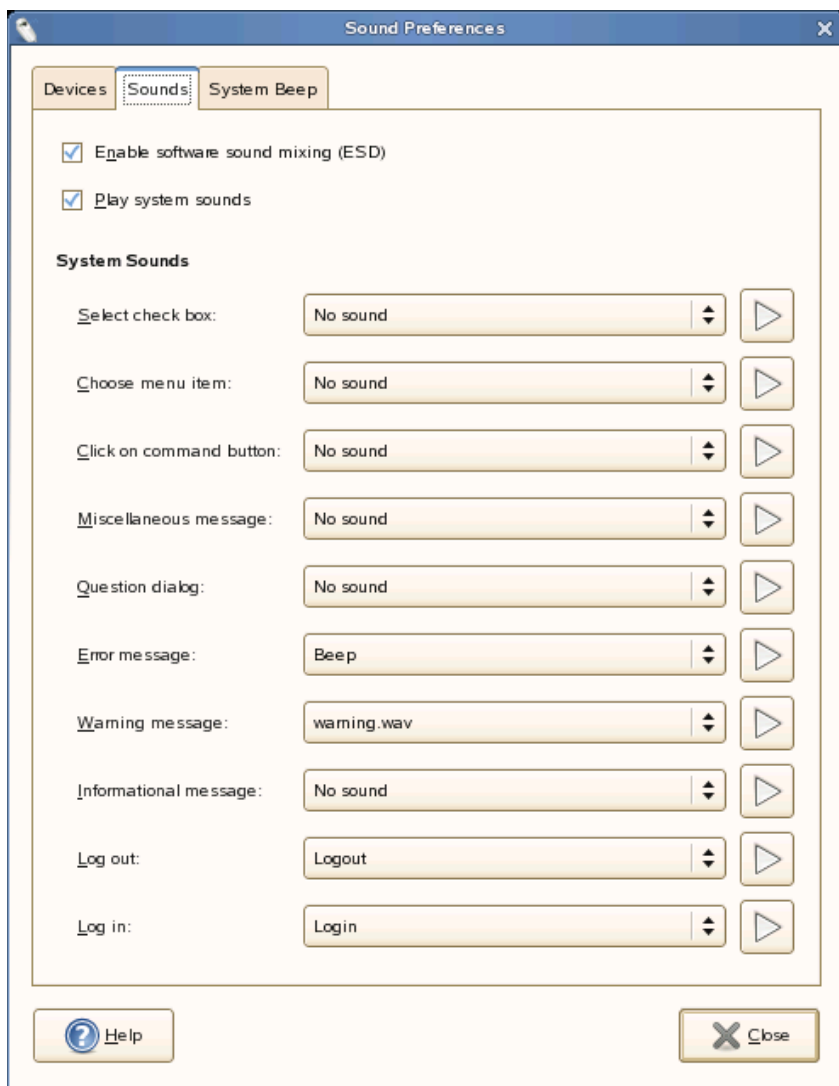 Sound Preferences
Devices Sounds System Beep
Enable software sound mixing (ESD)
Play system sounds
System Sounds
Select check box: No sound
Choose menu item: No sound
Click on command button: No sound
Miscellaneous message: No sound
Question dialog: No sound
Error message: Beep
Warning message: warning.wav
Informational message: No sound
Log out: Logout
Log in: Login
Help Close